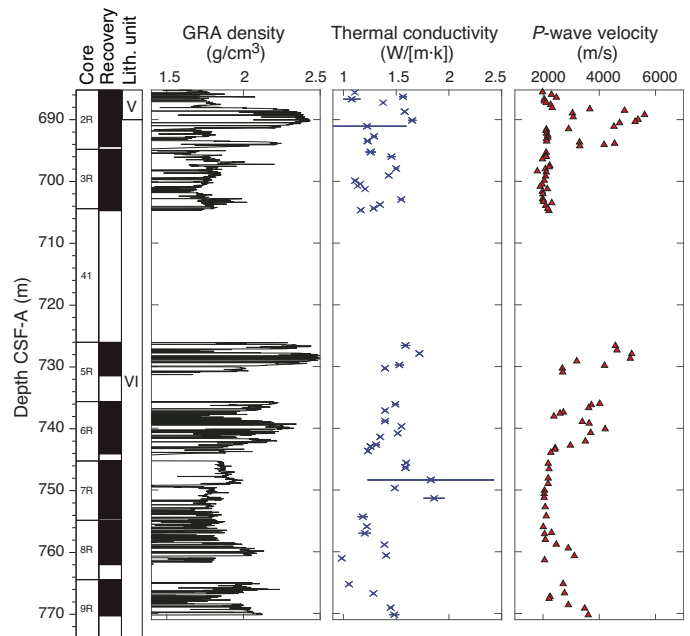 GRA density
(g/cm³)
Thermal conductivity
(W/[m·k])
P-wave velocity
(m/s)
Core
Recovery
Lith. unit
1.5 2 2.5
1 1.5 2 2.5
2000 4000 6000
Depth CSF-A (m)
690
700
710
720
730
740
750
760
770
2R
3R
41
5R
6R
7R
8R
9R
V
VI